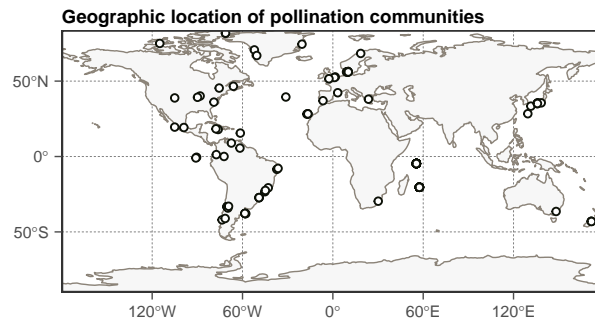 Geographic location of pollination communities
50°N
0°
50°S
120°W
60°W
0°
60°E
120°E